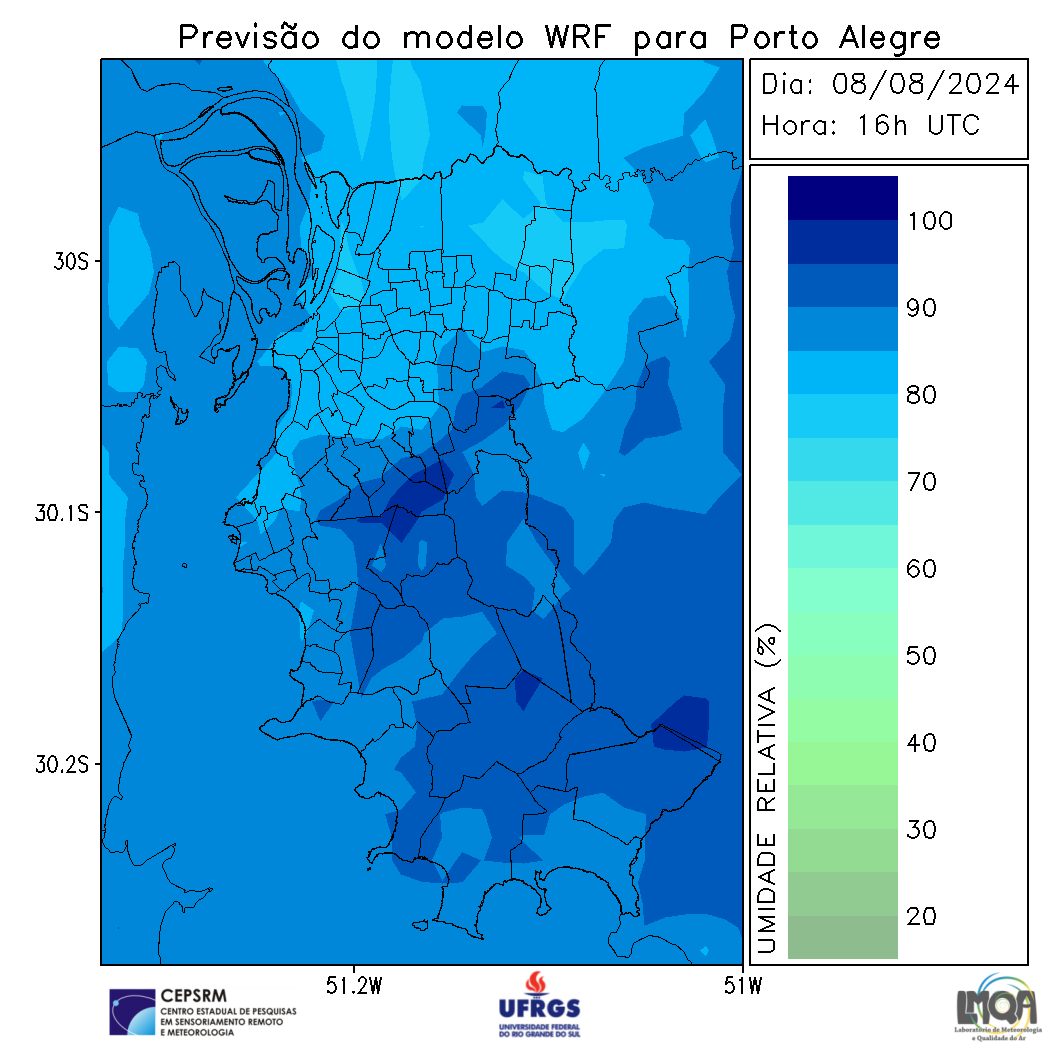 Previsão do modelo WRF para Porto Alegre
Dia: 08/08/2024
Hora: 16h UTC
30S
30.1S
30.2S
51.2W
51W
100
90
80
70
60
50
40
30
20
UMIDADE RELATIVA (%)
CEPSRM
CENTRO ESTADUAL DE PESQUISAS
EM SENSORIAMENTO REMOTO
E METEOROLOGIA
UFRGS
UNIVERSIDADE FEDERAL
DO RIO GRANDE DO SUL
LMQA
Laboratório de Meteorologia
e Qualidade do Ar